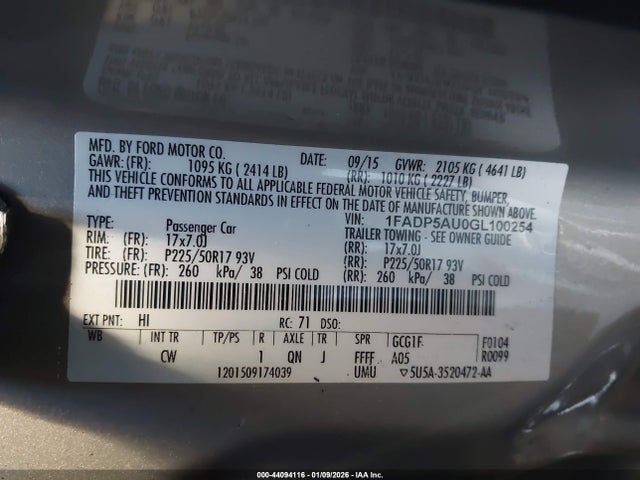 MFD. BY FORD MOTOR CO.
DATE: 09/15 GVWR: 2105 KG ( 4641 LB)
GAWR: (FR): 1095 KG ( 2414 LB) (RR): 1010 KG ( 2227 LB)
THIS VEHICLE CONFORMS TO ALL APPLICABLE FEDERAL MOTOR VEHICLE SAFETY, BUMPER,
AND THEFT PREVENTION STANDARDS IN EFFECT ON THE DATE OF MANUFACTURE SHOWN ABOVE.
VIN: 1FADP5AU0GL100254
TYPE: Passenger Car TRAILER TOWING - SEE OWNER GUIDE
RIM: (FR) 17x7.0J (RR) 17x7.0J
TIRE: (FR) P225/50R17 93V (RR) P225/50R17 93V
PRESSURE: (FR) 260 kPa/ 38 PSI COLD (RR) 260 kPa/ 38 PSI COLD
EXT PNT: HI RC: 71 DSO:
WB INT TR TP/PS R AXLE TR SPR GCG1F F0104
CW 1 QN J FFFF A05 R0099
1201509174039 UMU ▽5U5A-3520472-AA
000-44094116 - 01/09/2026 - IAA Inc.